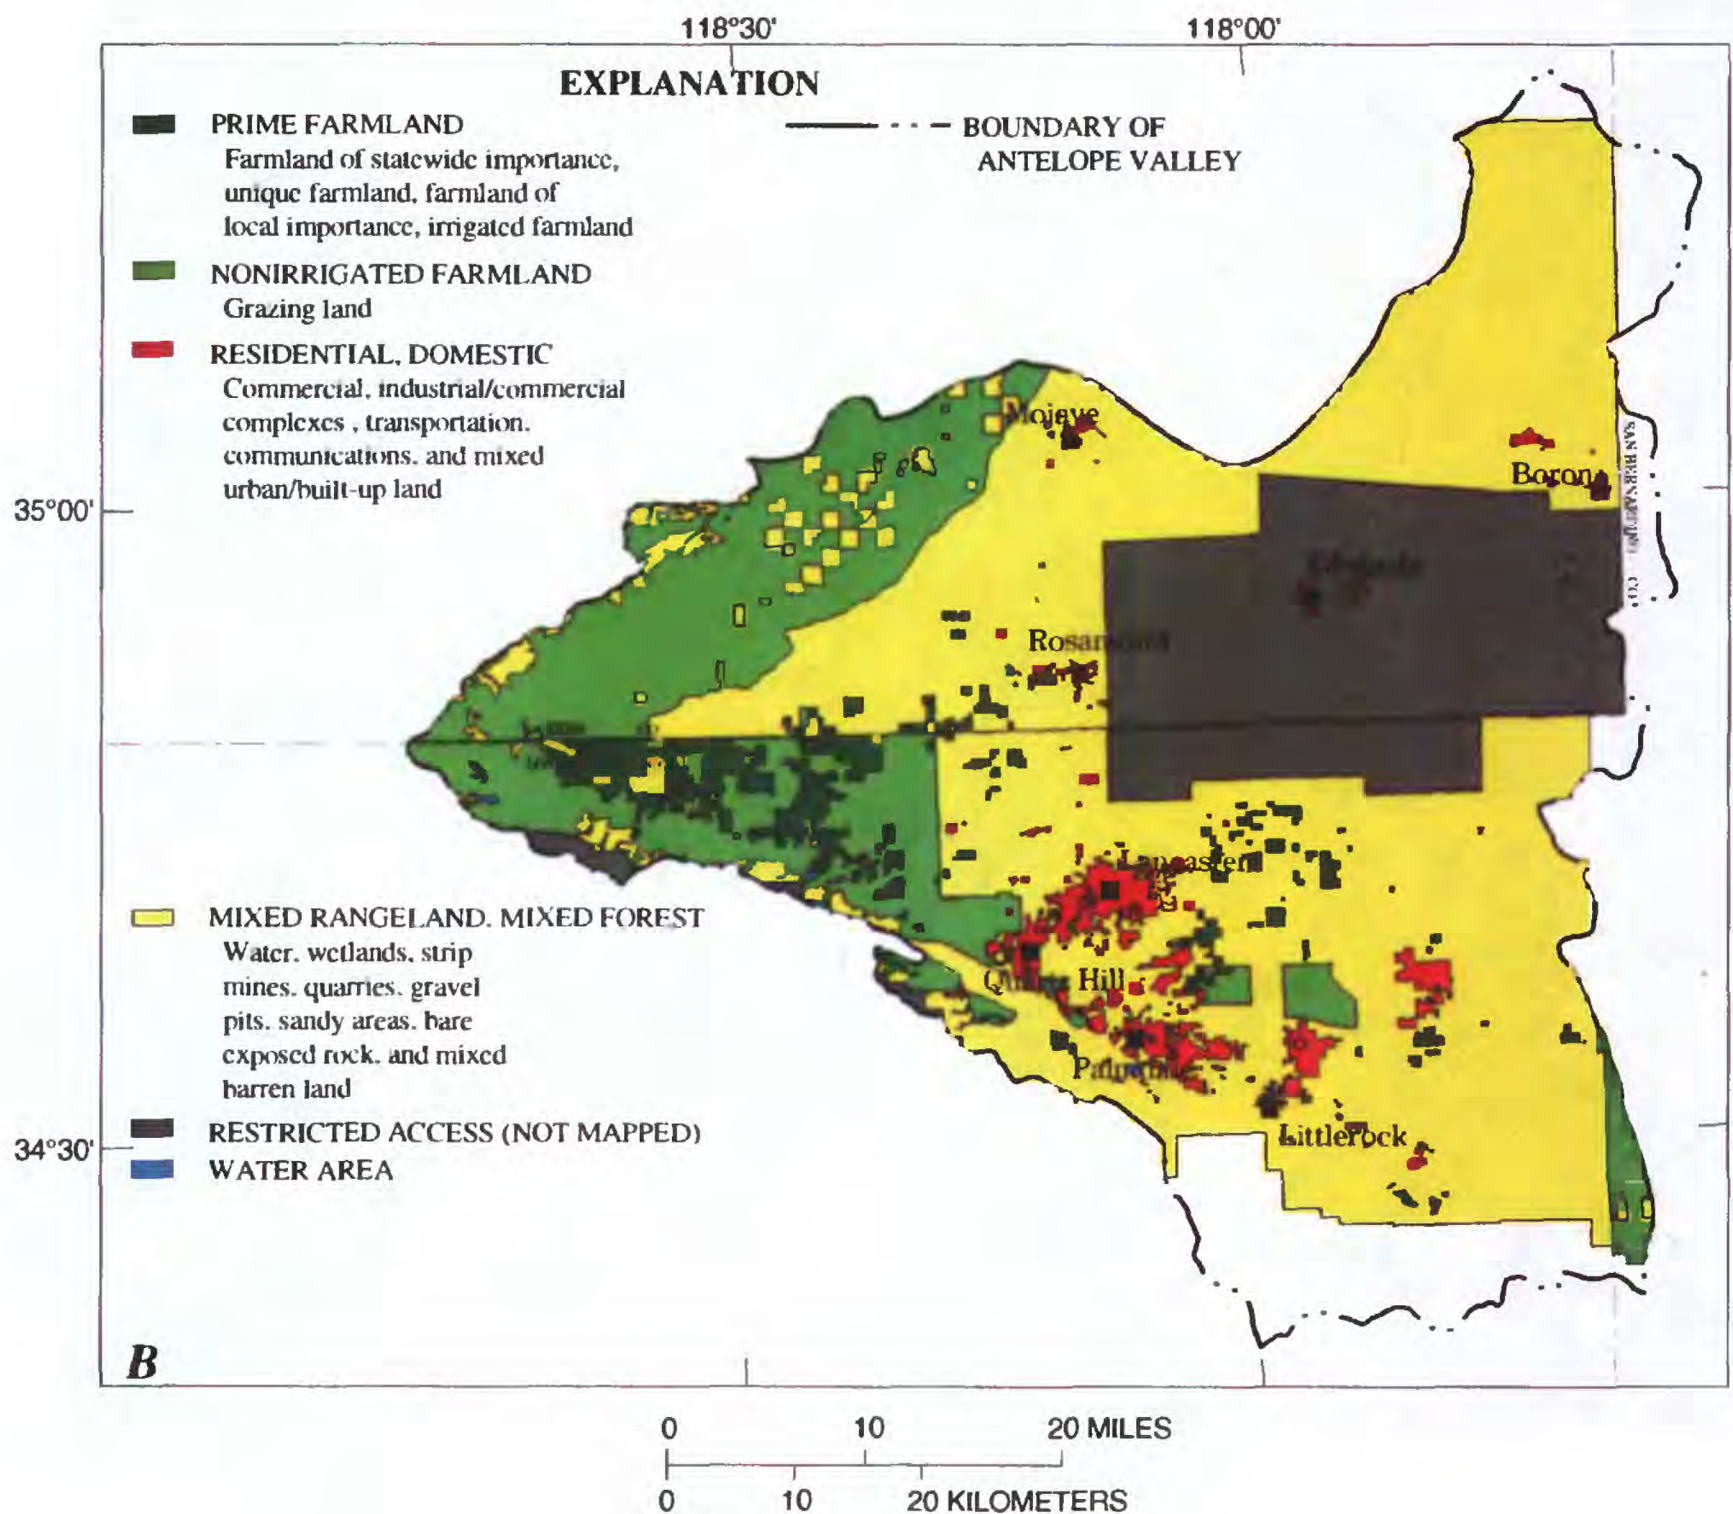 118°30' 118°00'
EXPLANATION
PRIME FARMLAND
Farmland of statewide importance,
unique farmland, farmland of
local importance, irrigated farmland
NONIRRIGATED FARMLAND
Grazing land
RESIDENTIAL, DOMESTIC
Commercial, industrial/commercial
complexes , transportation,
communications, and mixed
urban/built-up land
BOUNDARY OF
ANTELOPE VALLEY
Mojave
Boron
SAN BERNARDINO CO
35°00'
Rosamond
Lancaster
Quartz Hill
Palmdale
Littlerock
MIXED RANGELAND. MIXED FOREST
Water, wetlands, strip
mines, quarries, gravel
pits, sandy areas, bare
exposed rock, and mixed
barren land
RESTRICTED ACCESS (NOT MAPPED)
WATER AREA
34°30'
B
0 10 20 MILES
0 10 20 KILOMETERS